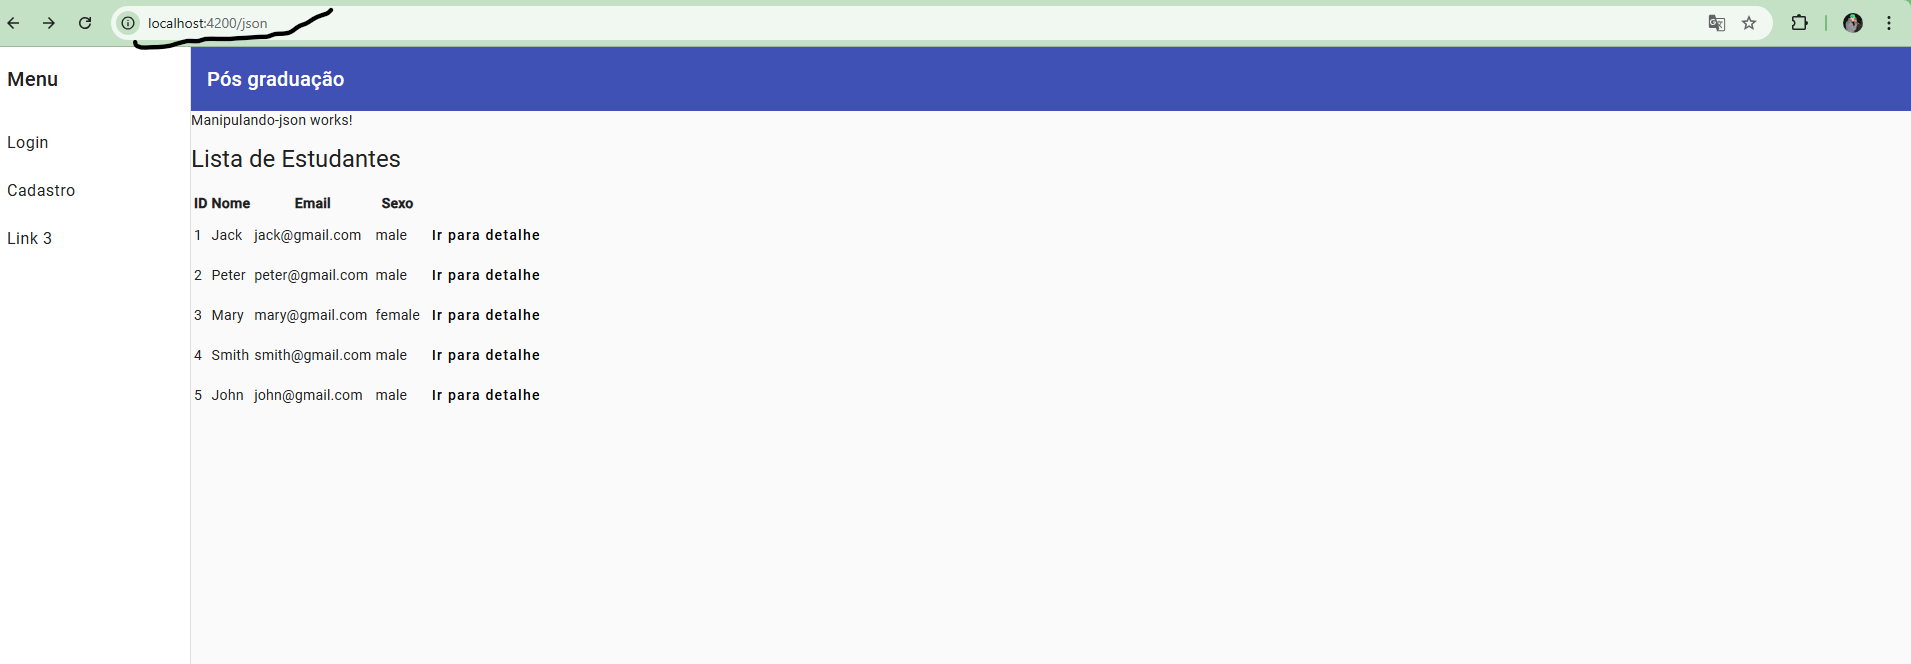 localhost:4200/json
Menu
Pós graduação
Login
Cadastro
Link 3
Manipulando-json works!
Lista de Estudantes
ID Nome Email Sexo
1 Jack jack@gmail.com male Ir para detalhe
2 Peter peter@gmail.com male Ir para detalhe
3 Mary mary@gmail.com female Ir para detalhe
4 Smith smith@gmail.com male Ir para detalhe
5 John john@gmail.com male Ir para detalhe